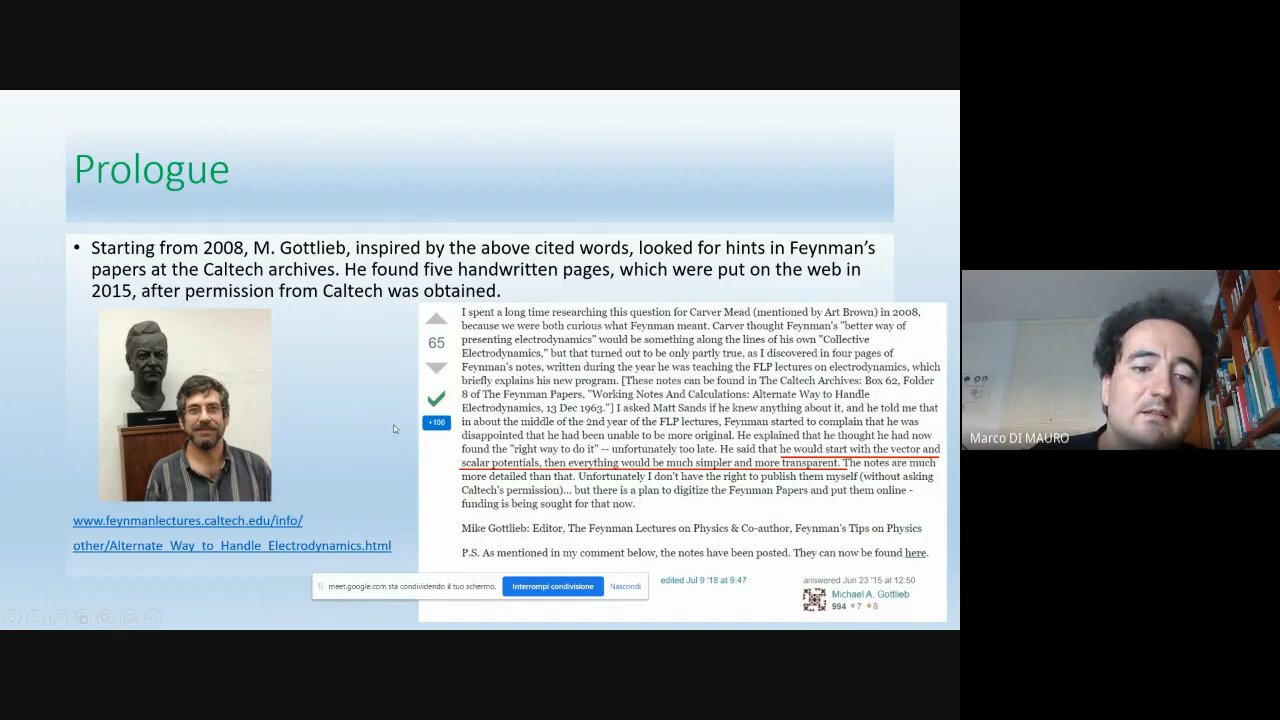 Prologue
• Starting from 2008, M. Gottlieb, inspired by the above cited words, looked for hints in Feynman’s
papers at the Caltech archives. He found five handwritten pages, which were put on the web in
2015, after permission from Caltech was obtained.
www.feynmanlectures.caltech.edu/info/
other/Alternate_Way_to_Handle_Electrodynamics.html
65
+100
I spent a long time researching this question for Carver Mead (mentioned by Art Brown) in 2008,
because we were both curious what Feynman meant. Carver thought Feynman's "better way of
presenting electrodynamics" would be something along the lines of his own "Collective
Electrodynamics," but that turned out to be only partly true, as I discovered in four pages of
Feynman's notes, written during the year he was teaching the FLP lectures on electrodynamics, which
briefly explains his new program. [These notes can be found in The Caltech Archives: Box 62, Folder
8 of The Feynman Papers, "Working Notes And Calculations: Alternate Way to Handle
Electrodynamics, 13 Dec 1963."] I asked Matt Sands if he knew anything about it, and he told me that
in about the middle of the 2nd year of the FLP lectures, Feynman started to complain that he was
disappointed that he had been unable to be more original. He explained that he thought he had now
found the "right way to do it" -- unfortunately too late. He said that he would start with the vector and
scalar potentials, then everything would be much simpler and more transparent. The notes are much
more detailed than that. Unfortunately I don't have the right to publish them myself (without asking
Caltech's permission)... but there is a plan to digitize the Feynman Papers and put them online -
funding is being sought for that now.
Mike Gottlieb: Editor, The Feynman Lectures on Physics & Co-author, Feynman's Tips on Physics
P.S. As mentioned in my comment below, the notes have been posted. They can now be found here.
edited Jul 9 '18 at 9:47
answered Jun 23 '15 at 12:50
Michael A. Gottlieb
994 •7 •8
meet.google.com sta condividendo il tuo schermo.
Interrompi condivisione
Nascondi
Marco DI MAURO